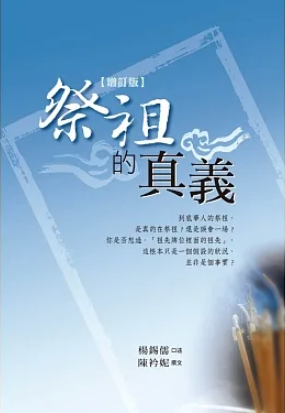 【增訂版】
祭祖
的真義
到底華人的祭祖，
是真的在祭祖？還是誤會一場？
你是否想過，「祖先牌位裡面的祖先」，
這根本只是一個假設的狀況，
並非是個事實？
楊錫儒 口述
陳衿妮 撰文